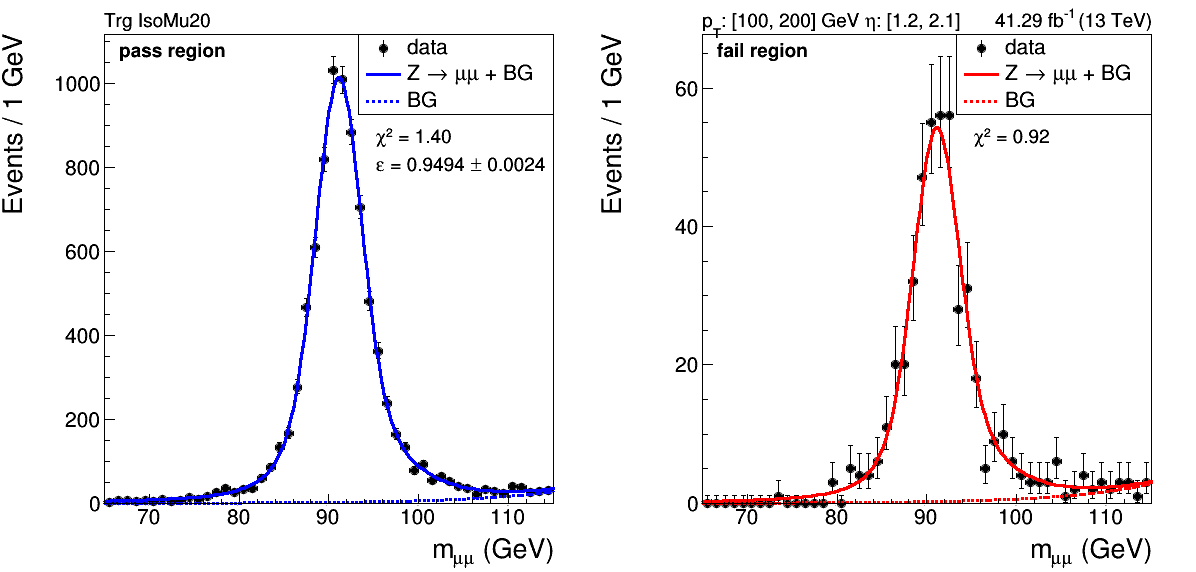 Trg IsoMu20
pass region
data
Z → μμ + BG
BG
χ² = 1.40
ε = 0.9494 ± 0.0024
Events / 1 GeV
1000
800
600
400
200
0
70 80 90 100 110
m_μμ (GeV)
p_T: [100, 200] GeV η: [1.2, 2.1] 41.29 fb⁻¹ (13 TeV)
fail region
data
Z → μμ + BG
BG
χ² = 0.92
Events / 1 GeV
60
40
20
0
70 80 90 100 110
m_μμ (GeV)